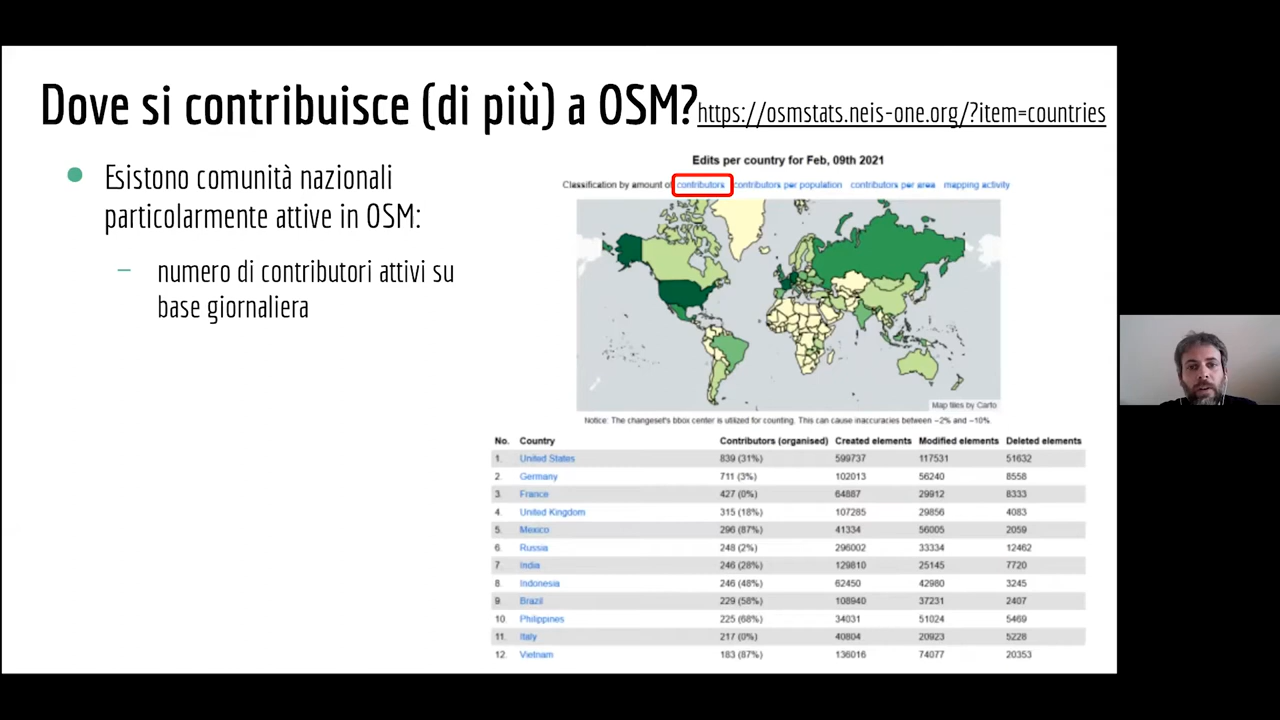 Dove si contribuisce (di più) a OSM? https://osmstats.neis-one.org/?item=countries
Esistono comunità nazionali
particolarmente attive in OSM:
– numero di contributori attivi su
base giornaliera
Edits per country for Feb, 09th 2021
Classification by amount of contributors contributors per population contributors per area mapping activity
Map tiles by Carto
Notice: The changeset's bbox center is utilized for counting. This can cause inaccuracies between ~2% and ~10%.
No. Country Contributors (organised) Created elements Modified elements Deleted elements
1. United States 839 (31%) 599737 117531 51632
2. Germany 711 (3%) 102013 56240 8558
3. France 427 (0%) 64887 29912 8333
4. United Kingdom 315 (18%) 107285 29856 4083
5. Mexico 296 (87%) 41334 56005 2059
6. Russia 248 (2%) 296002 33334 12462
7. India 246 (28%) 129810 25145 7720
8. Indonesia 246 (48%) 62450 42980 3245
9. Brazil 229 (58%) 108940 37231 2407
10. Philippines 225 (68%) 34031 51024 5469
11. Italy 217 (0%) 40804 20923 5228
12. Vietnam 183 (87%) 136016 74077 20353